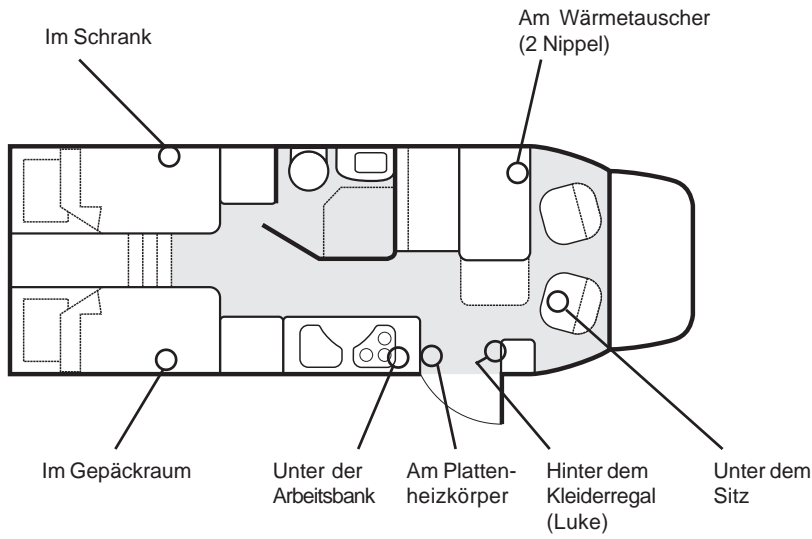 Im Schrank
Am Wärmetauscher
(2 Nippel)
Im Gepäckraum
Unter der
Arbeitsbank
Am Platten-
heizkörper
Hinter dem
Kleiderregal
(Luke)
Unter dem
Sitz